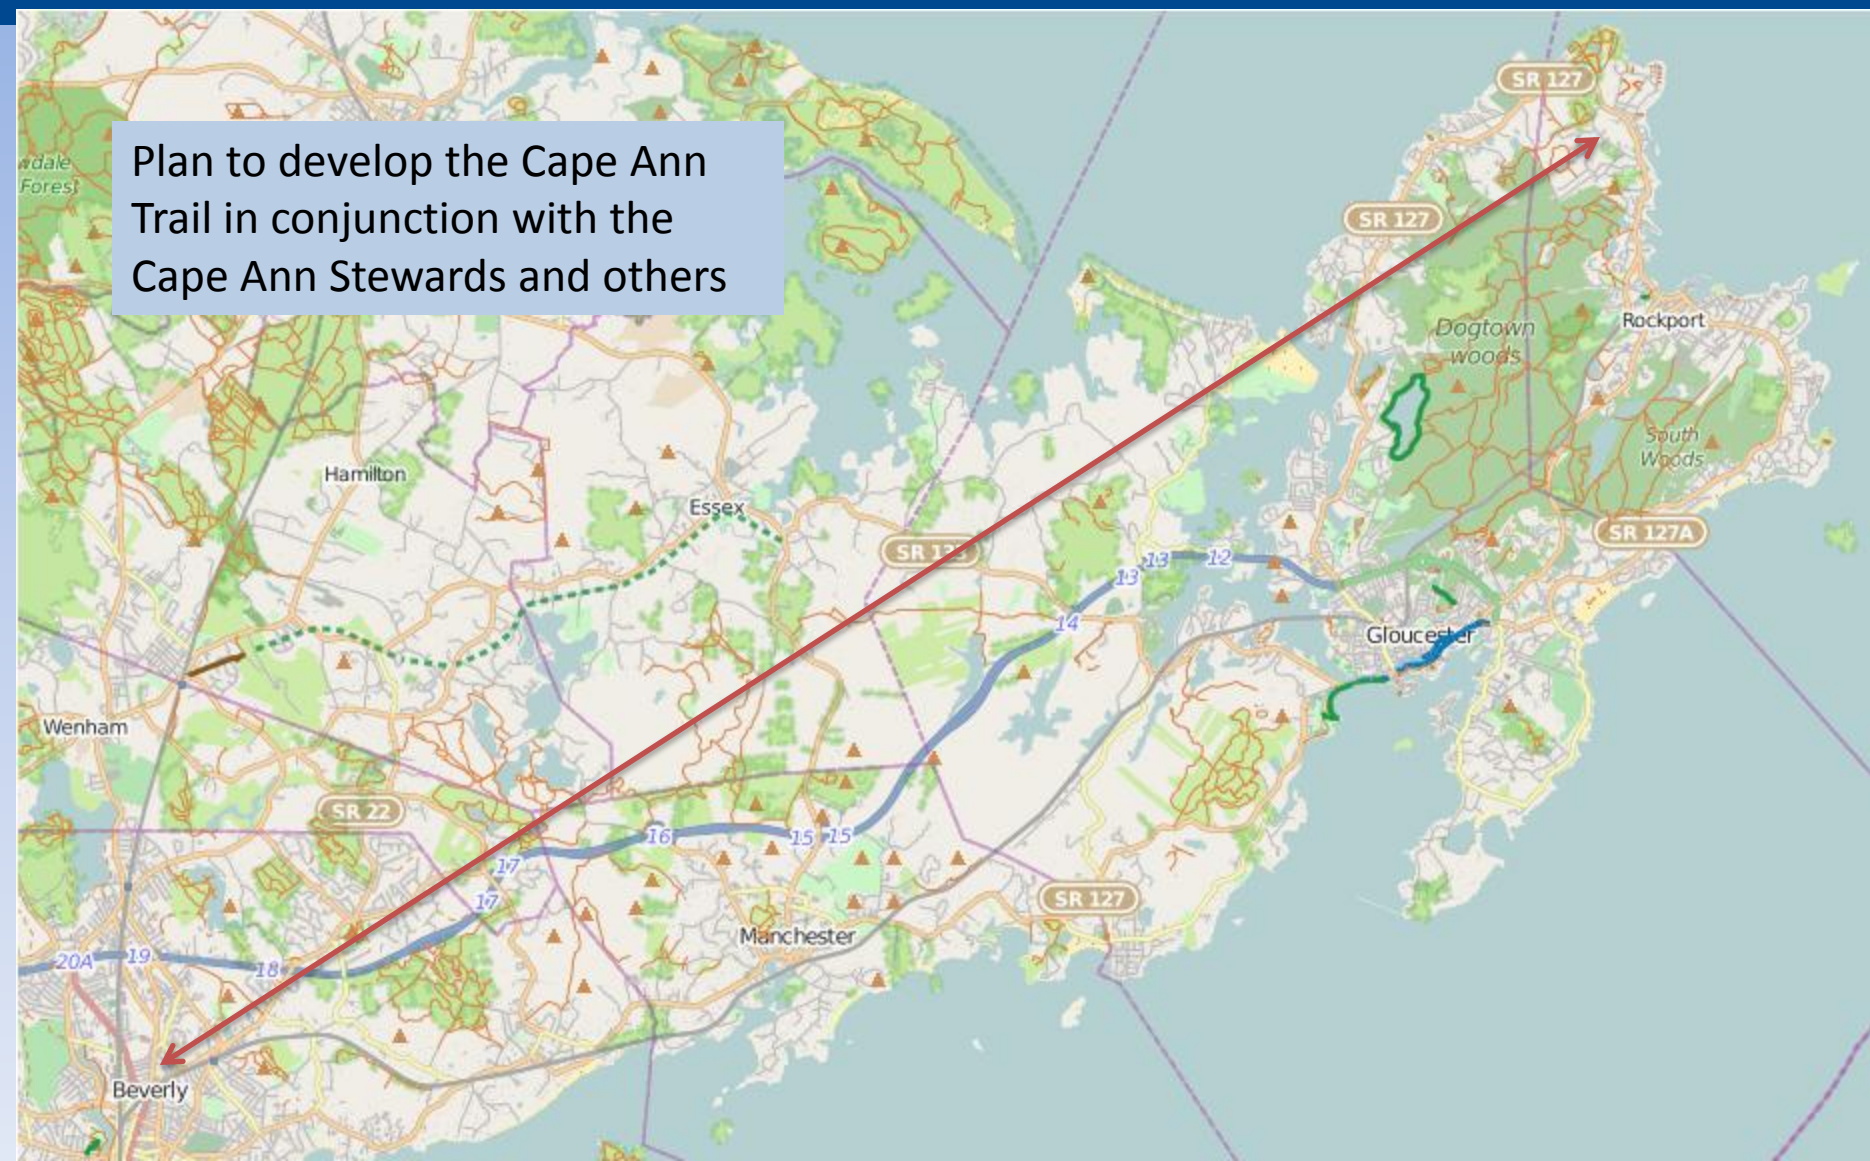 Plan to develop the Cape Ann
Trail in conjunction with the
Cape Ann Stewards and others
SR 127
Forest
SR 127
Rockport
Dogtown
woods
South
Woods
Hamilton
Essex
SR 127A
13
12
13
14
Gloucester
Wenham
SR 22
16
15
15
17
17
SR 127
Manchester
20A
19
18
Beverly